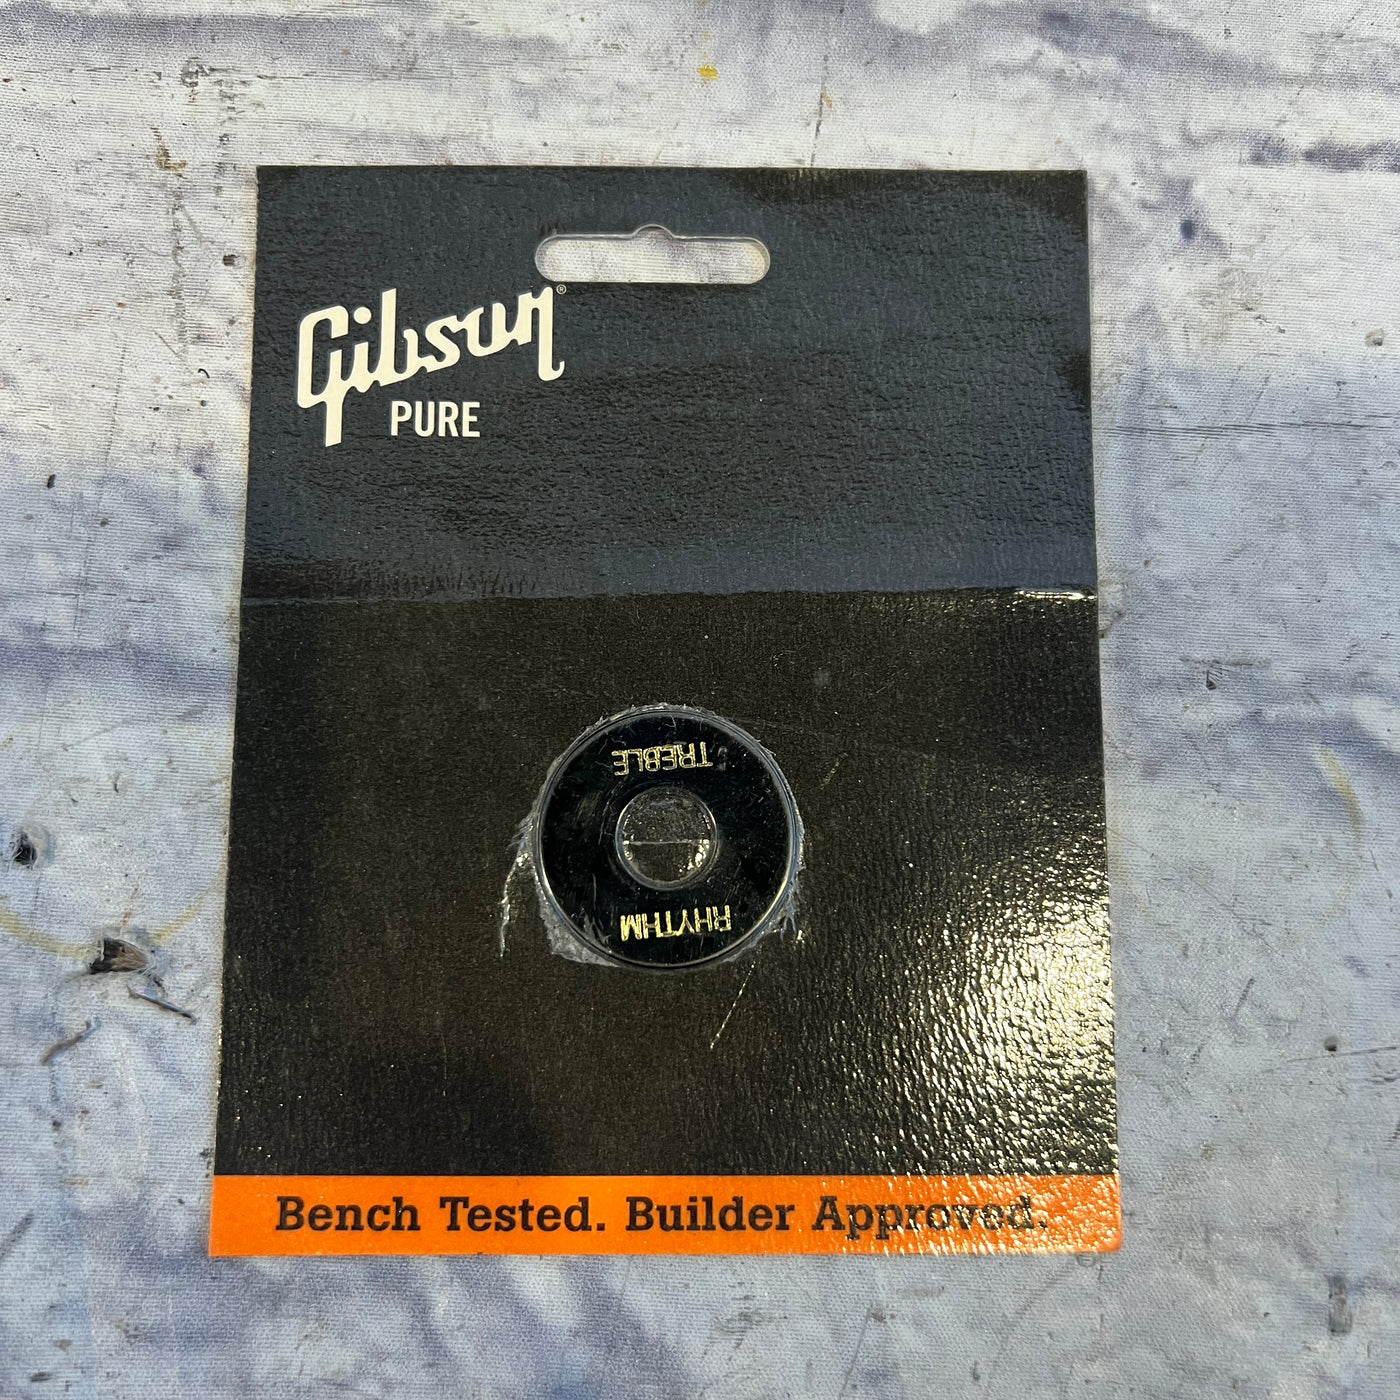 Gibson®
PURE
TREBLE
RHYTHM
Bench Tested. Builder Approved.